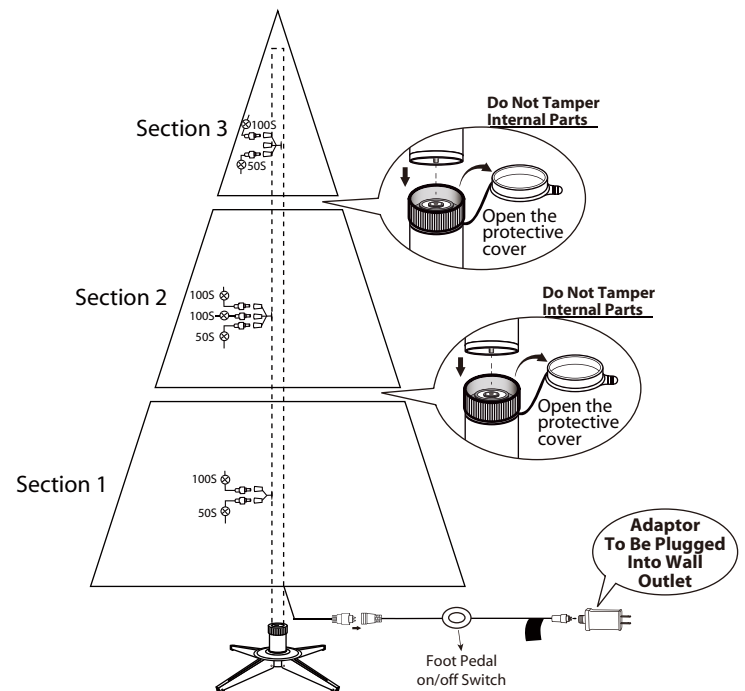 Do Not Tamper
Internal Parts
Section 3
100S
50S
Open the
protective
cover
Section 2
100S
100S
50S
Do Not Tamper
Internal Parts
Open the
protective
cover
Section 1
100S
50S
Adaptor
To Be Plugged
Into Wall
Outlet
Foot Pedal
on/off Switch